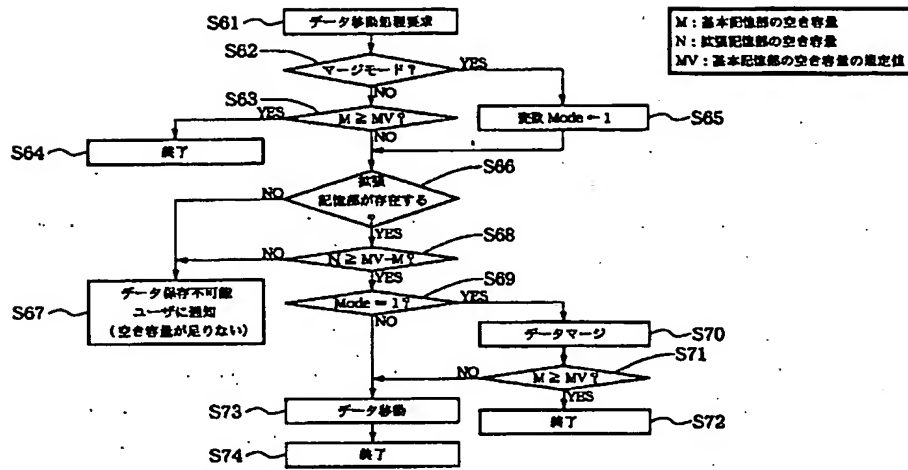 S61
データ移動処理要求
M：基本記憶部の空き容量
N：拡張記憶部の空き容量
MV：基本記憶部の空き容量の規定値
S62
マージモード？
YES
NO
S63
M ≧ MV？
YES
NO
変数 Mode ← 1
S65
S64
終了
S66
拡張
記憶部が存在する
？
NO
YES
S68
N ≧ MV−M？
NO
YES
S67
データ保存不可能
ユーザに通知
（空き容量が足りない）
S69
Mode = 1？
YES
NO
データマージ
S70
S71
M ≧ MV？
NO
YES
S73
データ移動
終了
S72
S74
終了